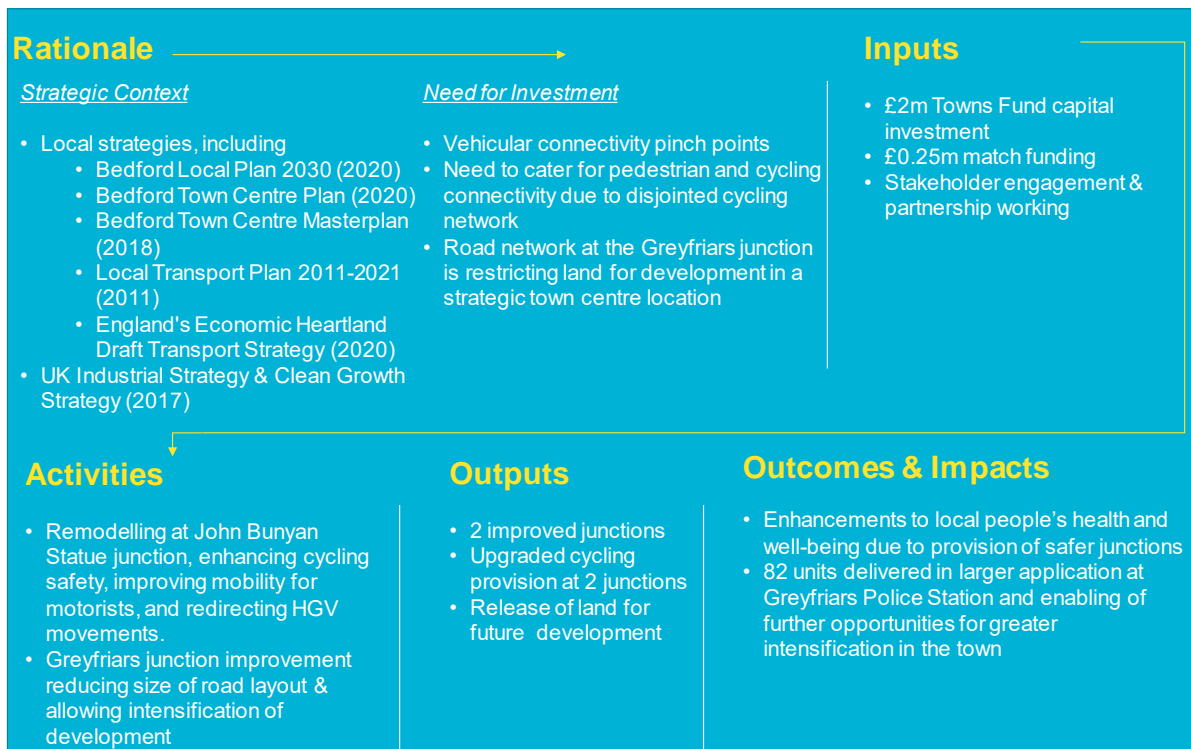 Rationale
Strategic Context
• Local strategies, including
• Bedford Local Plan 2030 (2020)
• Bedford Town Centre Plan (2020)
• Bedford Town Centre Masterplan
(2018)
• Local Transport Plan 2011-2021
(2011)
• England's Economic Heartland
Draft Transport Strategy (2020)
• UK Industrial Strategy & Clean Growth
Strategy (2017)
Need for Investment
• Vehicular connectivity pinch points
• Need to cater for pedestrian and cycling
connectivity due to disjointed cycling
network
• Road network at the Greyfriars junction
is restricting land for development in a
strategic town centre location
Inputs
• £2m Towns Fund capital
investment
• £0.25m match funding
• Stakeholder engagement &
partnership working
Activities
• Remodelling at John Bunyan
Statue junction, enhancing cycling
safety, improving mobility for
motorists, and redirecting HGV
movements.
• Greyfriars junction improvement
reducing size of road layout &
allowing intensification of
development
Outputs
• 2 improved junctions
• Upgraded cycling
provision at 2 junctions
• Release of land for
future development
Outcomes & Impacts
• Enhancements to local people’s health and
well-being due to provision of safer junctions
• 82 units delivered in larger application at
Greyfriars Police Station and enabling of
further opportunities for greater
intensification in the town